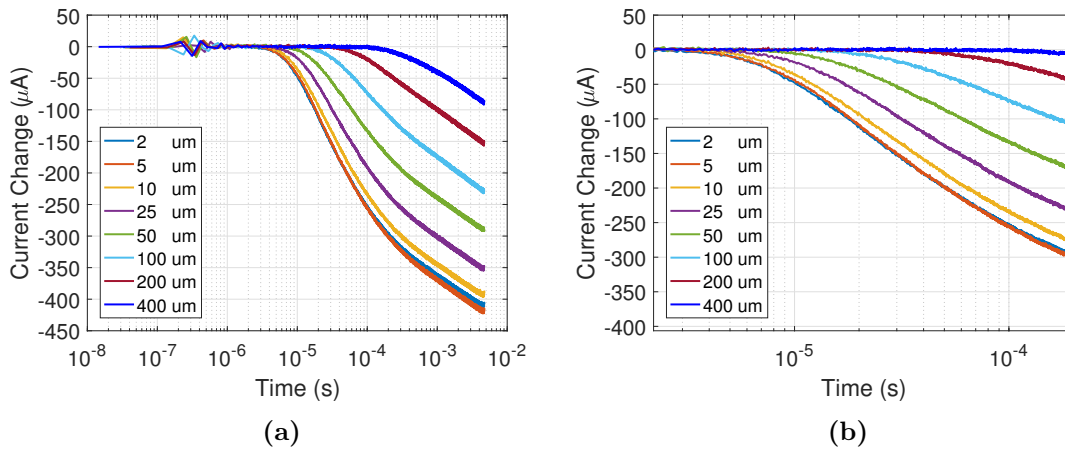 50
0
-50
-100
-150
-200
-250
-300
-350
-400
-450
Current Change (μA)
2 um
5 um
10 um
25 um
50 um
100 um
200 um
400 um
10-8 10-7 10-6 10-5 10-4 10-3 10-2
Time (s)
(a)
50
0
-50
-100
-150
-200
-250
-300
-350
-400
Current Change (μA)
2 um
5 um
10 um
25 um
50 um
100 um
200 um
400 um
10-5 10-4
Time (s)
(b)